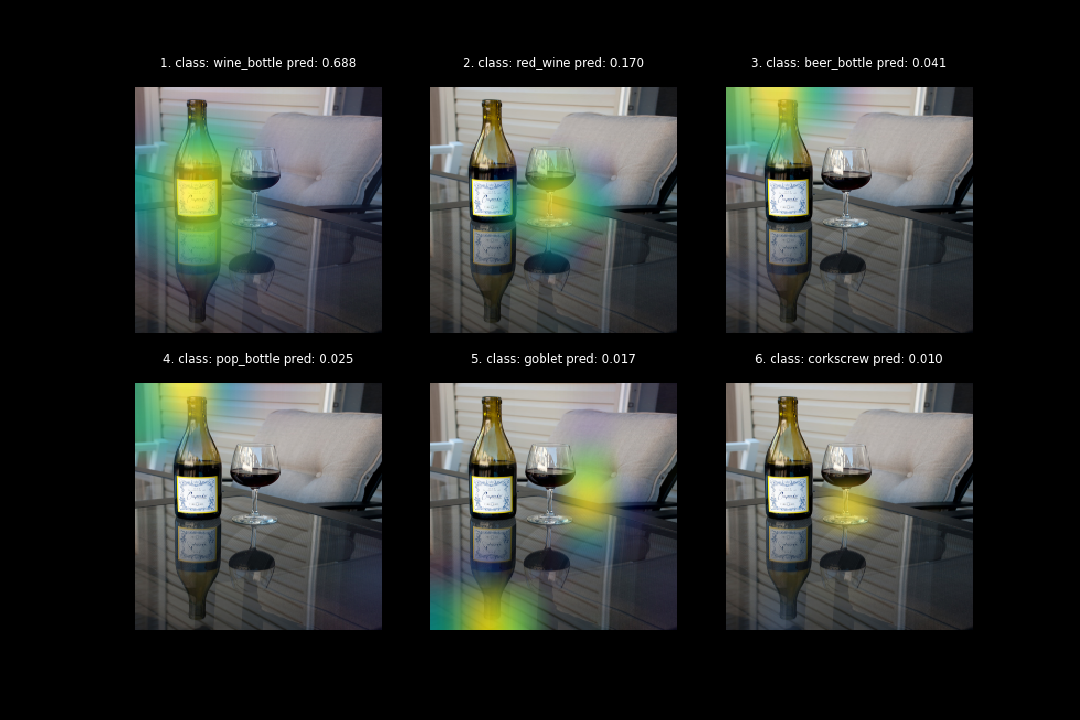 1. class: wine_bottle pred: 0.688
2. class: red_wine pred: 0.170
3. class: beer_bottle pred: 0.041
4. class: pop_bottle pred: 0.025
5. class: goblet pred: 0.017
6. class: corkscrew pred: 0.010